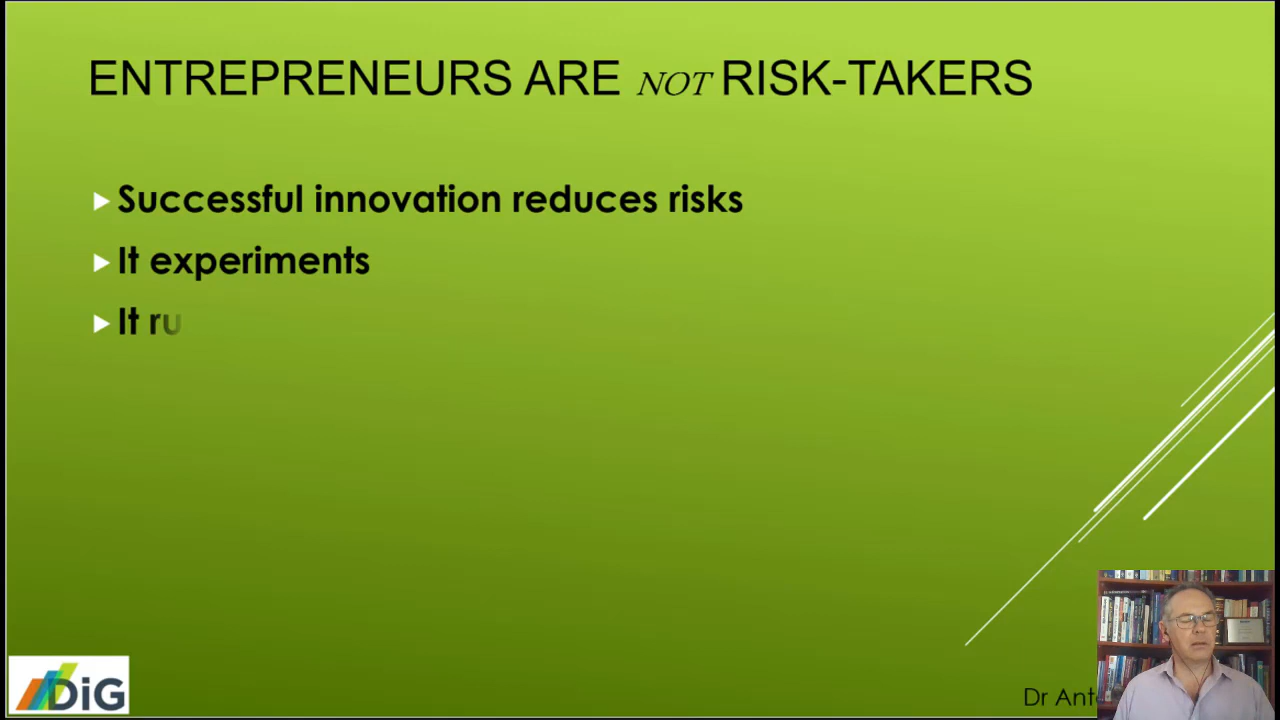 ENTREPRENEURS ARE NOT RISK-TAKERS
Successful innovation reduces risks
It experiments
It ru
DiG
Dr Ant